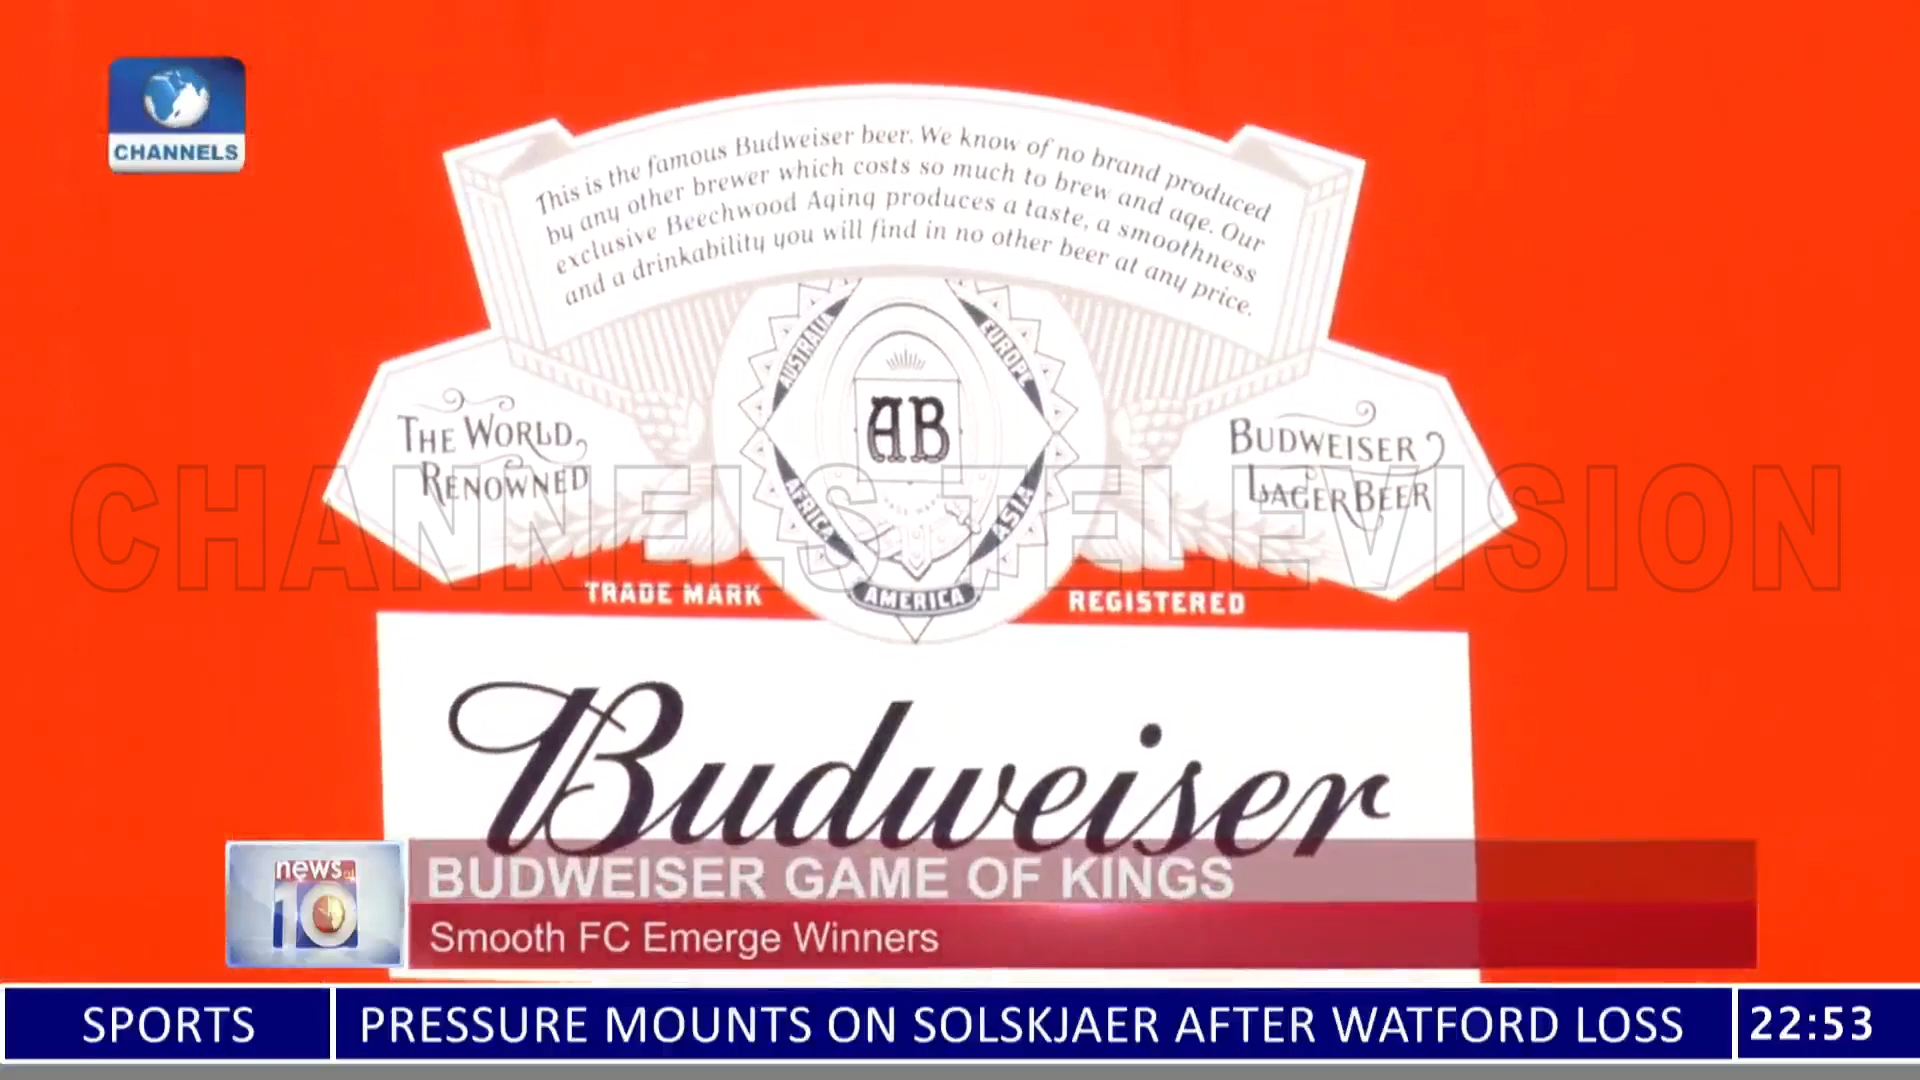 CHANNELS
This is the famous Budweiser beer. We know of no brand produced
by any other brewer which costs so much to brew and age. Our
exclusive Beechwood Aging produces a taste, a smoothness
and a drinkability you will find in no other beer at any price.
AUSTRALIA
EUROPE
AB
THE WORLD
RENOWNED
BUDWEISER
LAGER BEER
AFRICA
ASIA
CHANNELS TELEVISION
TRADE MARK
AMERICA
REGISTERED
Budweiser
news at
10
BUDWEISER GAME OF KINGS
Smooth FC Emerge Winners
SPORTS
PRESSURE MOUNTS ON SOLSKJAER AFTER WATFORD LOSS
22:53